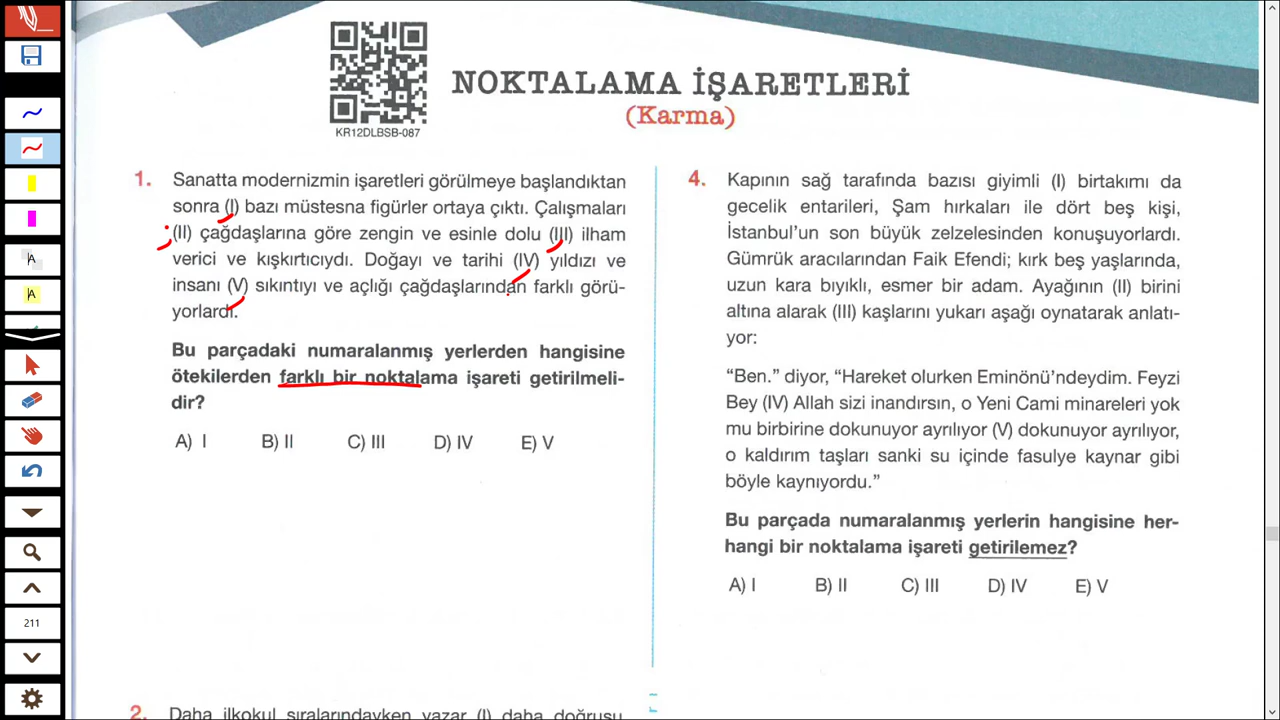 NOKTALAMA İŞARETLERİ
(Karma)
KR12DLBSB-087
1. Sanatta modernizmin işaretleri görülmeye başlandıktan
sonra (I) bazı müstesna figürler ortaya çıktı. Çalışmaları
(II) çağdaşlarına göre zengin ve esinle dolu (III) ilham
verici ve kışkırtıcıydı. Doğayı ve tarihi (IV) yıldızı ve
insanı (V) sıkıntıyı ve açlığı çağdaşlarından farklı görü-
yorlardı.
Bu parçadaki numaralanmış yerlerden hangisine
ötekilerden farklı bir noktalama işareti getirilmeli-
dir?
A) I B) II C) III D) IV E) V
2. Daha ilkokul sıralarındayken yazar (I) daha doğrusu,
4. Kapının sağ tarafında bazısı giyimli (I) birtakımı da
gecelik entarileri, Şam hırkaları ile dört beş kişi,
İstanbul’un son büyük zelzelesinden konuşuyorlardı.
Gümrük aracılarından Faik Efendi; kırk beş yaşlarında,
uzun kara bıyıklı, esmer bir adam. Ayağının (II) birini
altına alarak (III) kaşlarını yukarı aşağı oynatarak anlatı-
yor:
“Ben.” diyor, “Hareket olurken Eminönü’ndeydim. Feyzi
Bey (IV) Allah sizi inandırsın, o Yeni Cami minareleri yok
mu birbirine dokunuyor ayrılıyor (V) dokunuyor ayrılıyor,
o kaldırım taşları sanki su içinde fasulye kaynar gibi
böyle kaynıyordu.”
Bu parçada numaralanmış yerlerin hangisine her-
hangi bir noktalama işareti getirilemez?
A) I B) II C) III D) IV E) V
A
A
211